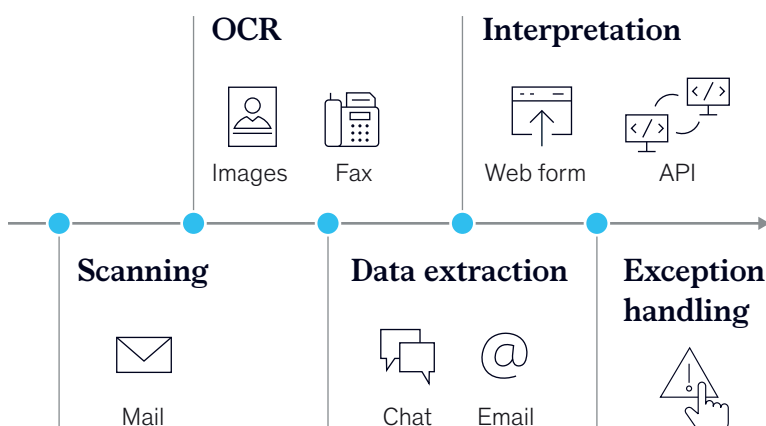 OCR
Interpretation
Images
Fax
Web form
API
Scanning
Data extraction
Exception
handling
Mail
Chat
Email